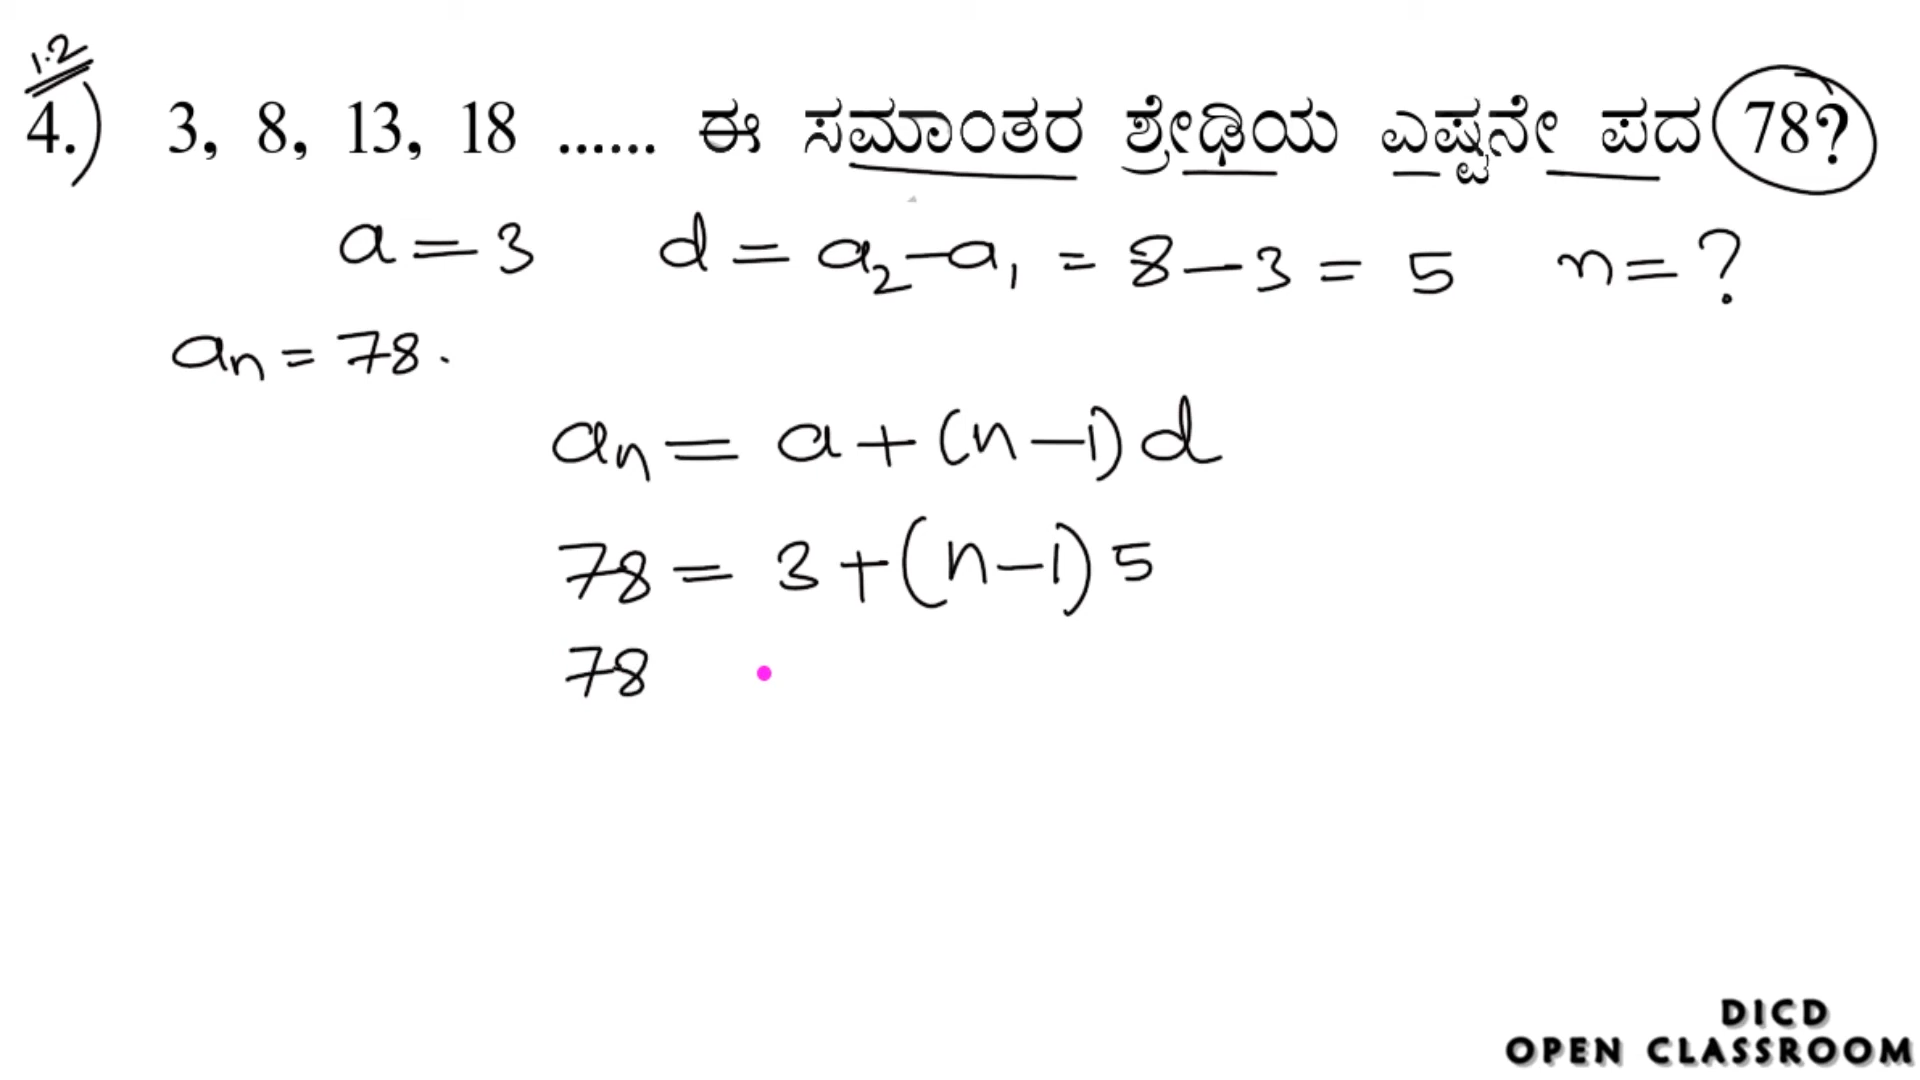 1.2
4.) 3, 8, 13, 18 ...... ಈ ಸಮಾಂತರ ಶ್ರೇಢಿಯ ಎಷ್ಟನೇ ಪದ 78?
a = 3 d = a₂ - a₁ = 8 - 3 = 5 n = ?
aₙ = 78.
aₙ = a + (n-1) d
78 = 3 + (n-1) 5
78
DICD
OPEN CLASSROOM